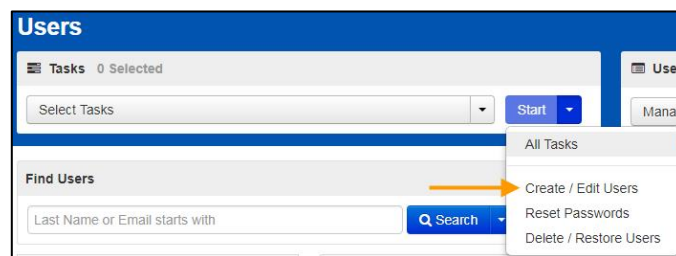 Users
Tasks 0 Selected
Select Tasks
Start
All Tasks
Create / Edit Users
Reset Passwords
Delete / Restore Users
Find Users
Last Name or Email starts with
Search
Use
Mana